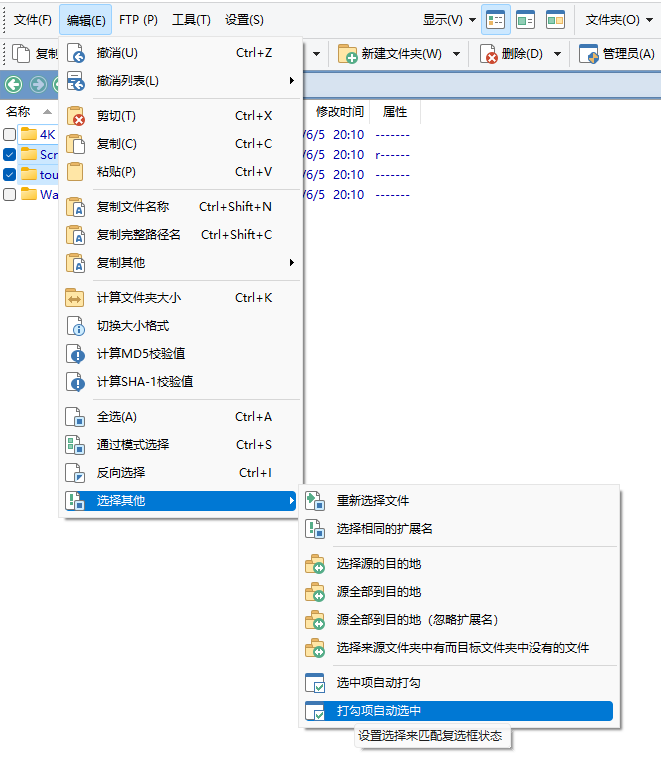 文件(F) 编辑(E) FTP (P) 工具(T) 设置(S) 显示(V) 文件夹(O)
复制 新建文件夹(W) 删除(D) 管理员(A)
名称 修改时间 属性
4K /6/5 20:10 -------
Scr /6/5 20:10 r------
tou /6/5 20:10 -------
Wa /6/5 20:10 -------
撤消(U) Ctrl+Z
撤消列表(L)
剪切(T) Ctrl+X
复制(C) Ctrl+C
粘贴(P) Ctrl+V
复制文件名称 Ctrl+Shift+N
复制完整路径名 Ctrl+Shift+C
复制其他
计算文件夹大小 Ctrl+K
切换大小格式
计算MD5校验值
计算SHA-1校验值
全选(A) Ctrl+A
通过模式选择 Ctrl+S
反向选择 Ctrl+I
选择其他
重新选择文件
选择相同的扩展名
选择源的目的地
源全部到目的地
源全部到目的地（忽略扩展名）
选择来源文件夹中有而目标文件夹中没有的文件
选中项自动打勾
打勾项自动选中
设置选择来匹配复选框状态